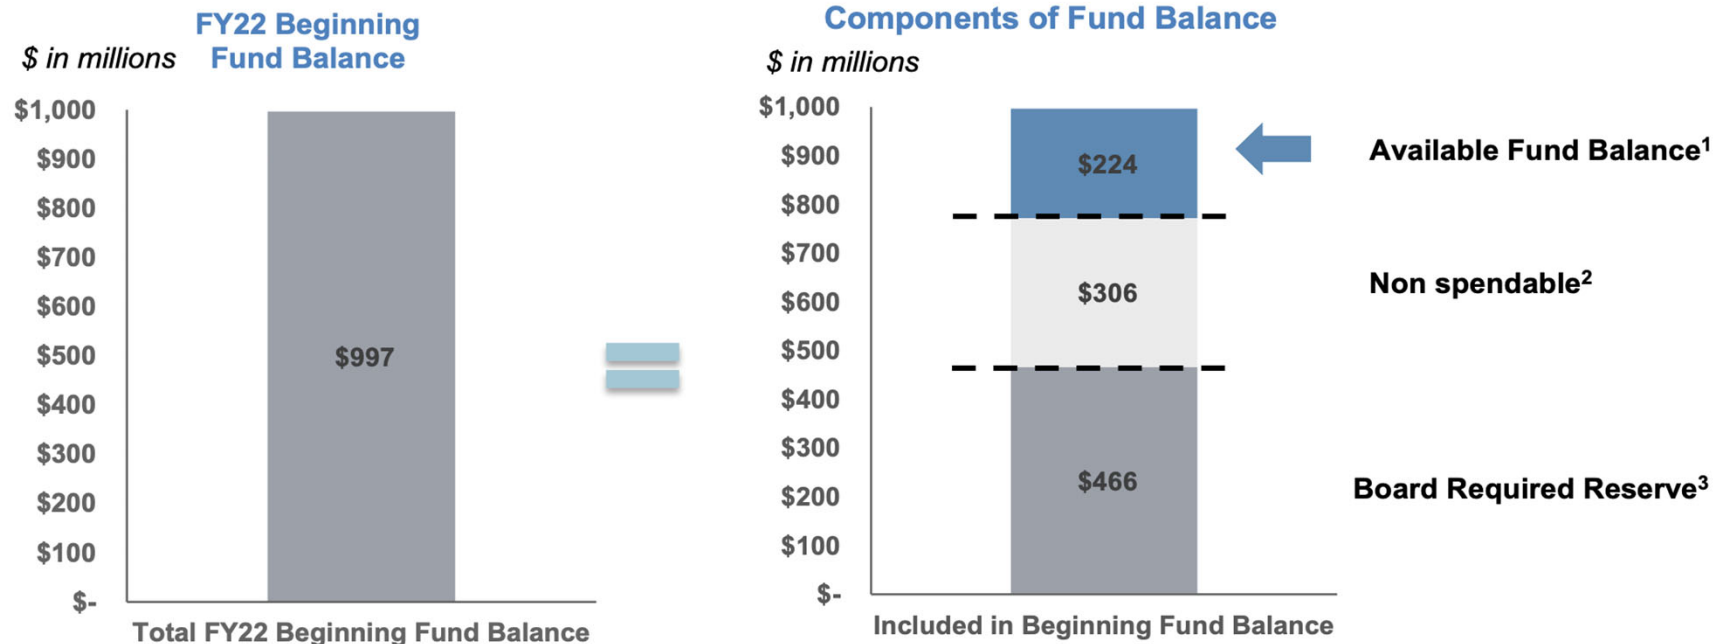 FY22 Beginning
Fund Balance
$ in millions
$1,000
$900
$800
$700
$600
$500
$400
$300
$200
$100
$-
$997
Total FY22 Beginning Fund Balance
Components of Fund Balance
$ in millions
$1,000
$900
$800
$700
$600
$500
$400
$300
$200
$100
$-
$224
$306
$466
Included in Beginning Fund Balance
Available Fund Balance¹
Non spendable²
Board Required Reserve³